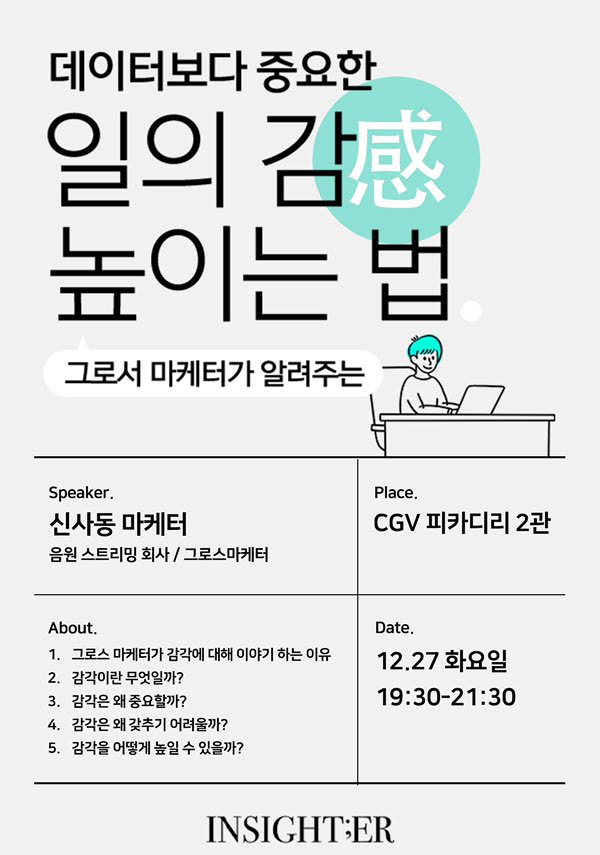 데이터보다 중요한
일의 감感
높이는 법.
그로서 마케터가 알려주는
Speaker.
신사동 마케터
음원 스트리밍 회사 / 그로스마케터
Place.
CGV 피카디리 2관
About.
1. 그로스 마케터가 감각에 대해 이야기 하는 이유
2. 감각이란 무엇일까?
3. 감각은 왜 중요할까?
4. 감각은 왜 갖추기 어려울까?
5. 감각을 어떻게 높일 수 있을까?
Date.
12.27 화요일
19:30-21:30
INSIGHT;ER